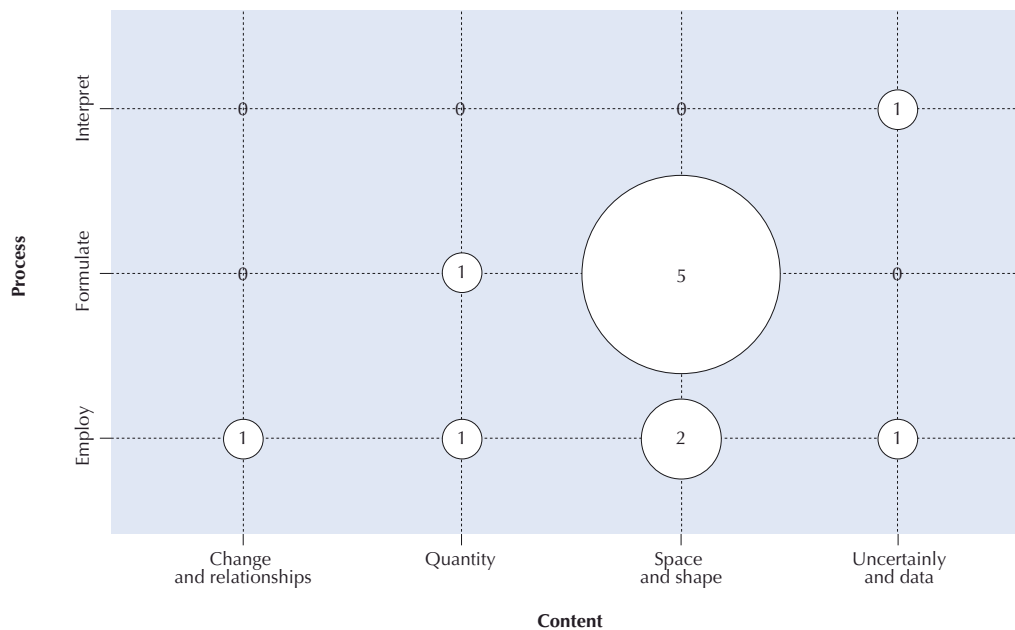 Process
Interpret
0
0
0
1
Formulate
0
1
5
0
Employ
1
1
2
1
Change
and relationships
Quantity
Space
and shape
Uncertainly
and data
Content